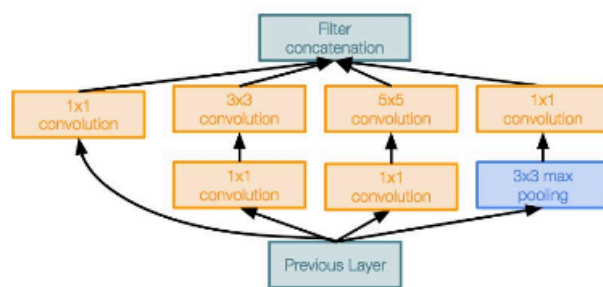 Filter
concatenation
1x1
convolution
3x3
convolution
5x5
convolution
1x1
convolution
1x1
convolution
1x1
convolution
3x3 max
pooling
Previous Layer